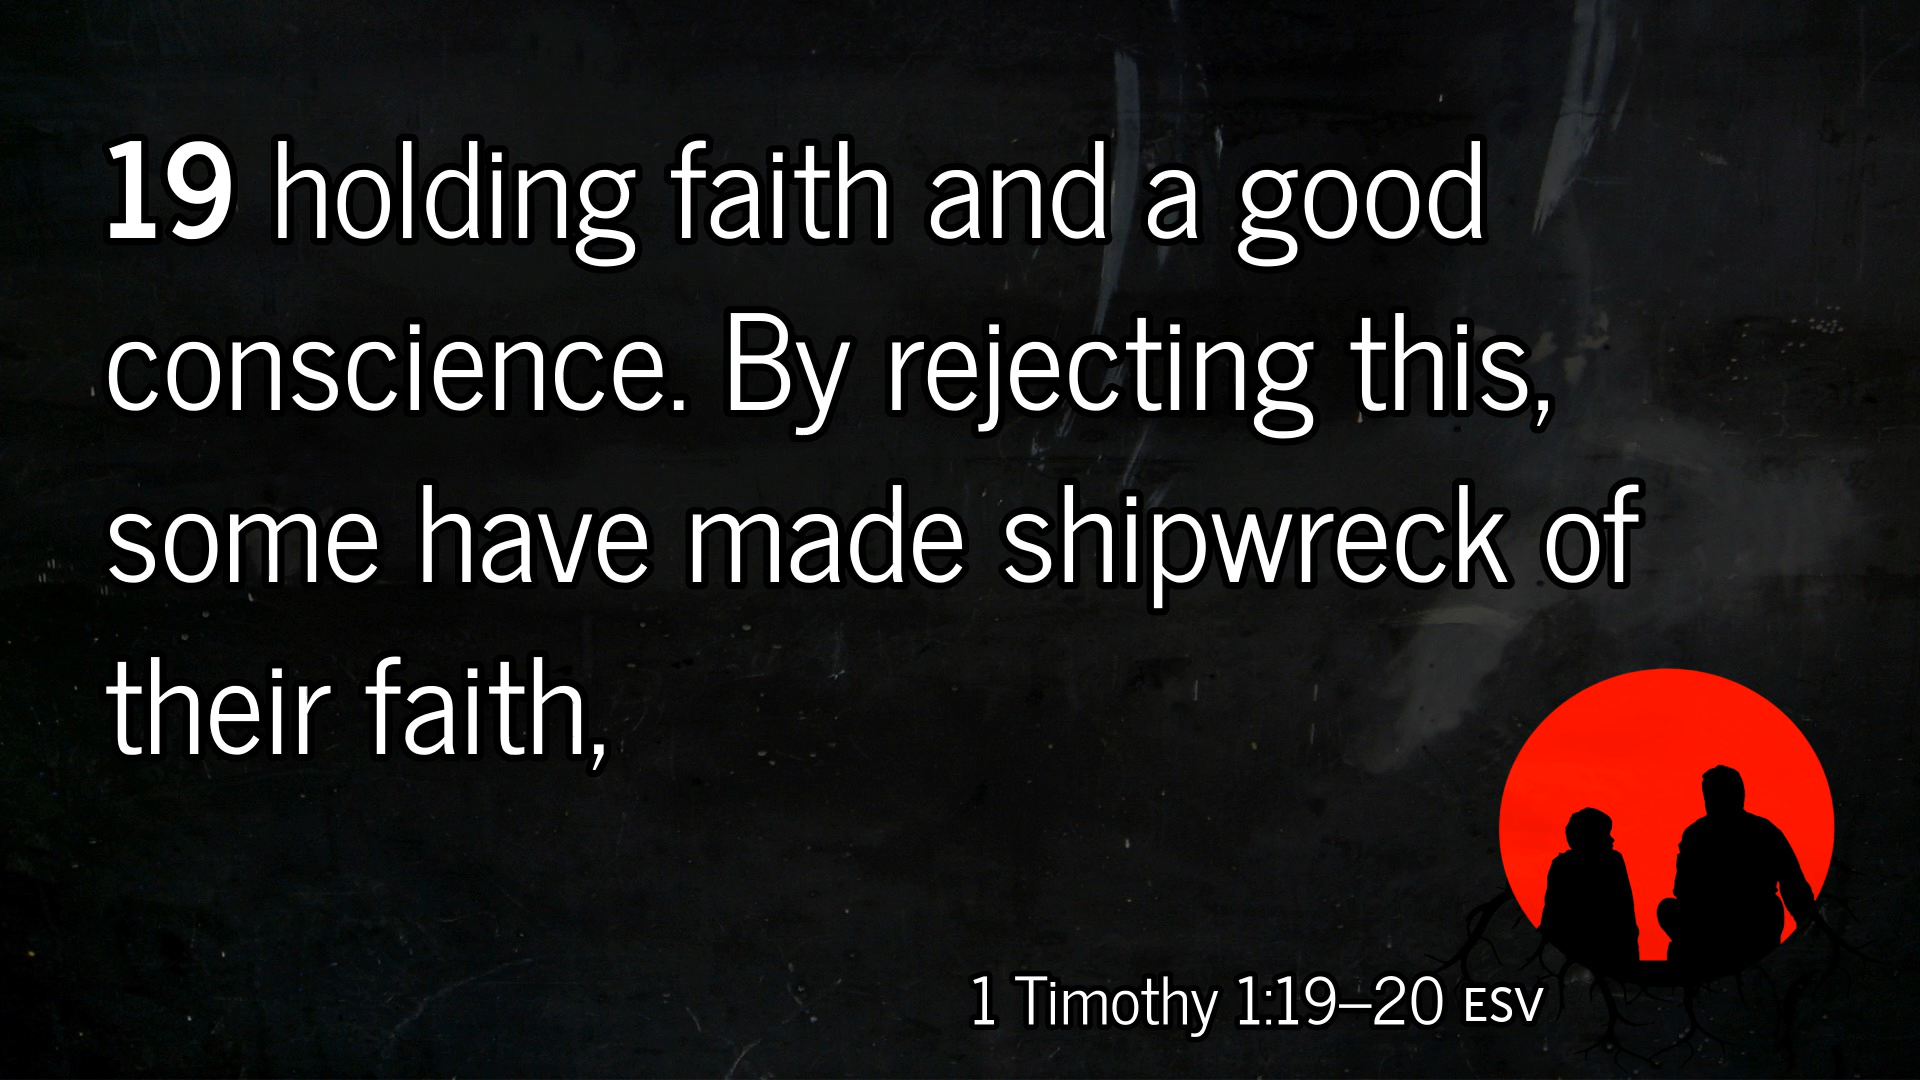 19 holding faith and a good
conscience. By rejecting this,
some have made shipwreck of
their faith,
1 Timothy 1:19–20 ESV